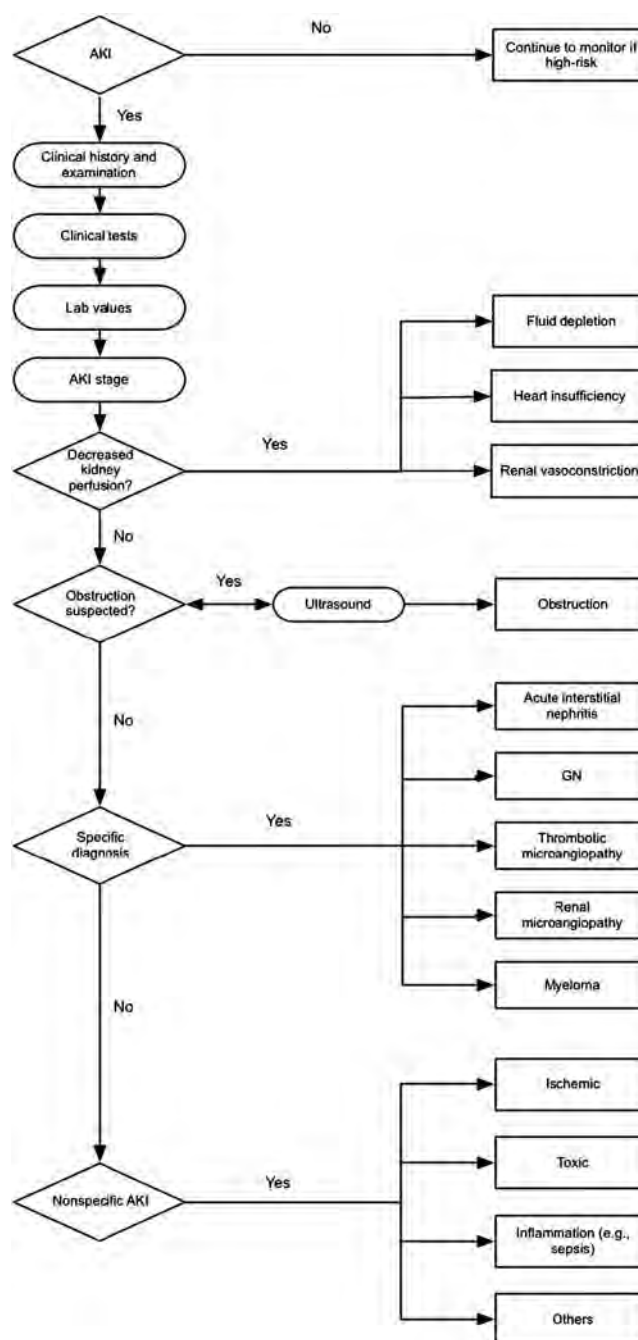 No
AKI
Continue to monitor if
high-risk
Yes
Clinical history and
examination
Clinical tests
Lab values
Fluid depletion
AKI stage
Heart insufficiency
Yes
Decreased
kidney
perfusion?
Renal vasoconstriction
No
Yes
Obstruction
suspected?
Ultrasound
Obstruction
Acute interstitial
nephritis
No
GN
Yes
Specific
diagnosis
Thrombotic
microangiopathy
Renal
microangiopathy
Myeloma
No
Ischemic
Toxic
Yes
Nonspecific AKI
Inflammation (e.g.,
sepsis)
Others